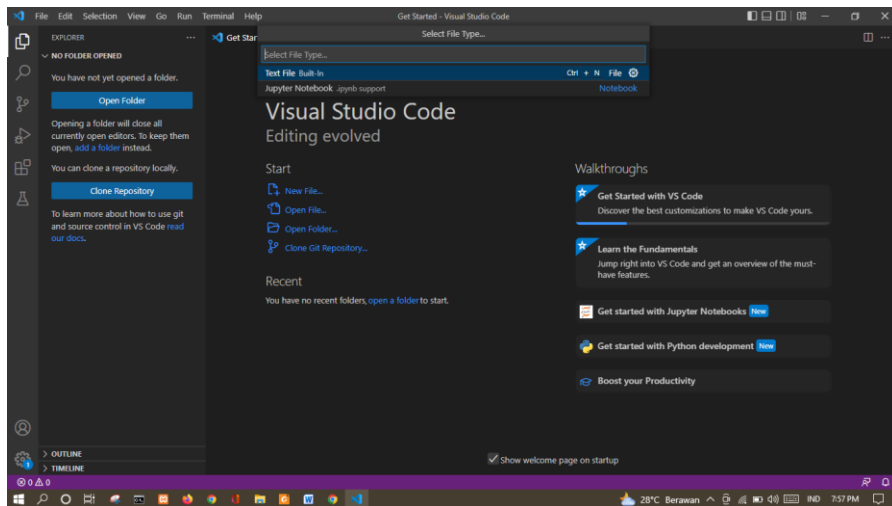 File Edit Selection View Go Run Terminal Help
Get Started - Visual Studio Code
EXPLORER
NO FOLDER OPENED
You have not yet opened a folder.
Open Folder
Opening a folder will close all
currently open editors. To keep them
open, add a folder instead.
You can clone a repository locally.
Clone Repository
To learn more about how to use git
and source control in VS Code read
our docs.
OUTLINE
TIMELINE
Get Star
Select File Type...
Select File Type...
Text File Built-In Ctrl + N File
Jupyter Notebook .ipynb support Notebook
Visual Studio Code
Editing evolved
Start
New File...
Open File...
Open Folder...
Clone Git Repository...
Recent
You have no recent folders, open a folder to start.
Walkthroughs
Get Started with VS Code
Discover the best customizations to make VS Code yours.
Learn the Fundamentals
Jump right into VS Code and get an overview of the must-
have features.
Get started with Jupyter Notebooks New
Get started with Python development New
Boost your Productivity
Show welcome page on startup
1
0 0
28°C Berawan IND 7:57 PM